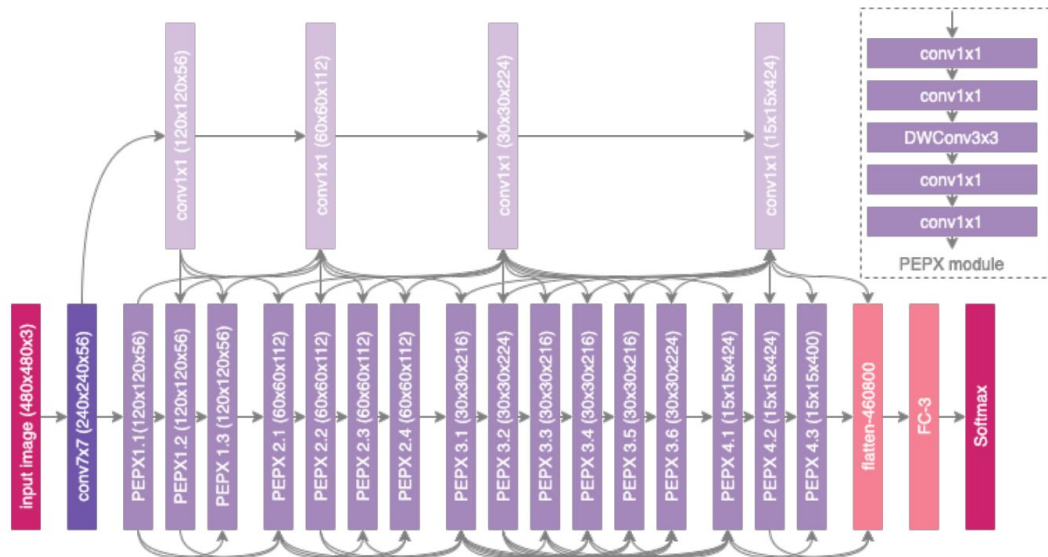 conv1x1 (120x120x56)
conv1x1 (60x60x112)
conv1x1 (30x30x224)
conv1x1 (15x15x424)
conv1x1
conv1x1
DWConv3x3
conv1x1
conv1x1
PEPX module
input image (480x480x3)
conv7x7 (240x240x56)
PEPX1.1(120x120x56)
PEPX1.2 (120x120x56)
PEPX 1.3 (120x120x56)
PEPX 2.1 (60x60x112)
PEPX 2.2 (60x60x112)
PEPX 2.3 (60x60x112)
PEPX 2.4 (60x60x112)
PEPX 3.1 (30x30x216)
PEPX 3.2 (30x30x224)
PEPX 3.3 (30x30x216)
PEPX 3.4 (30x30x216)
PEPX 3.5 (30x30x216)
PEPX 3.6 (30x30x224)
PEPX 4.1 (15x15x424)
PEPX 4.2 (15x15x424)
PEPX 4.3 (15x15x400)
flatten-460800
FC-3
Softmax